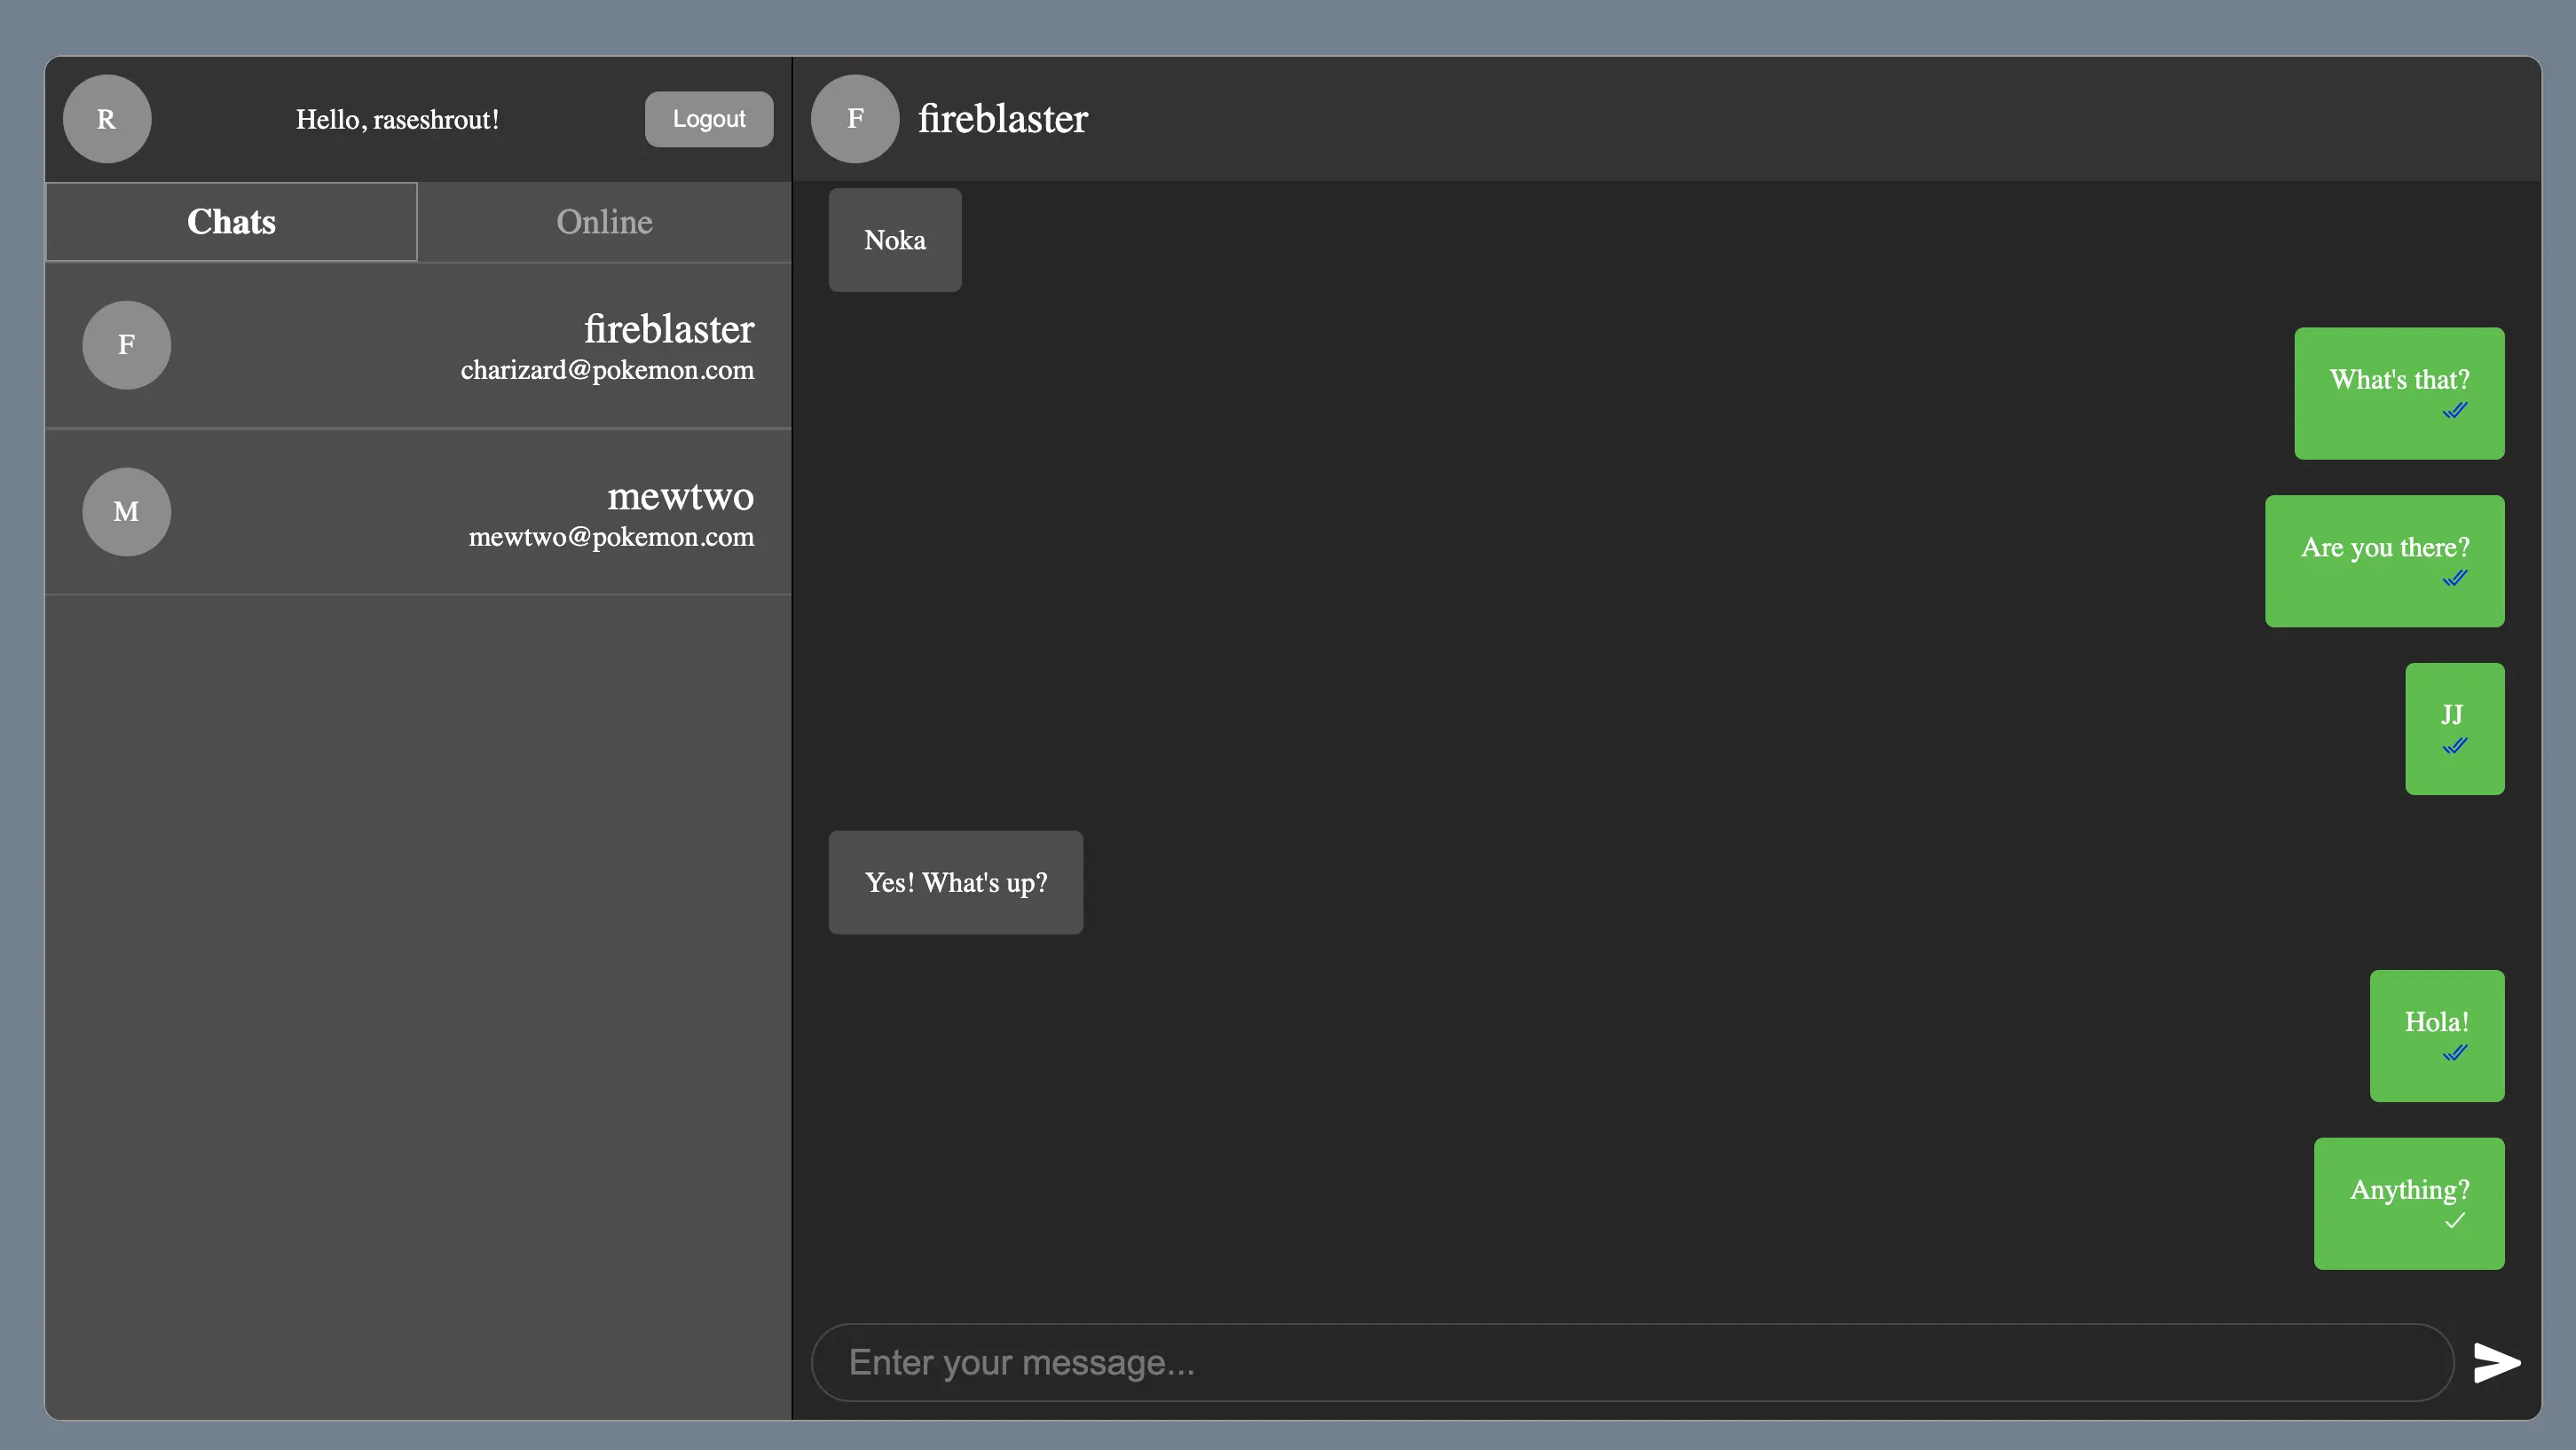 R
Hello, raseshrout!
Logout
Chats
Online
F
fireblaster
charizard@pokemon.com
M
mewtwo
mewtwo@pokemon.com
F
fireblaster
Noka
What's that?
Are you there?
JJ
Yes! What's up?
Hola!
Anything?
Enter your message...